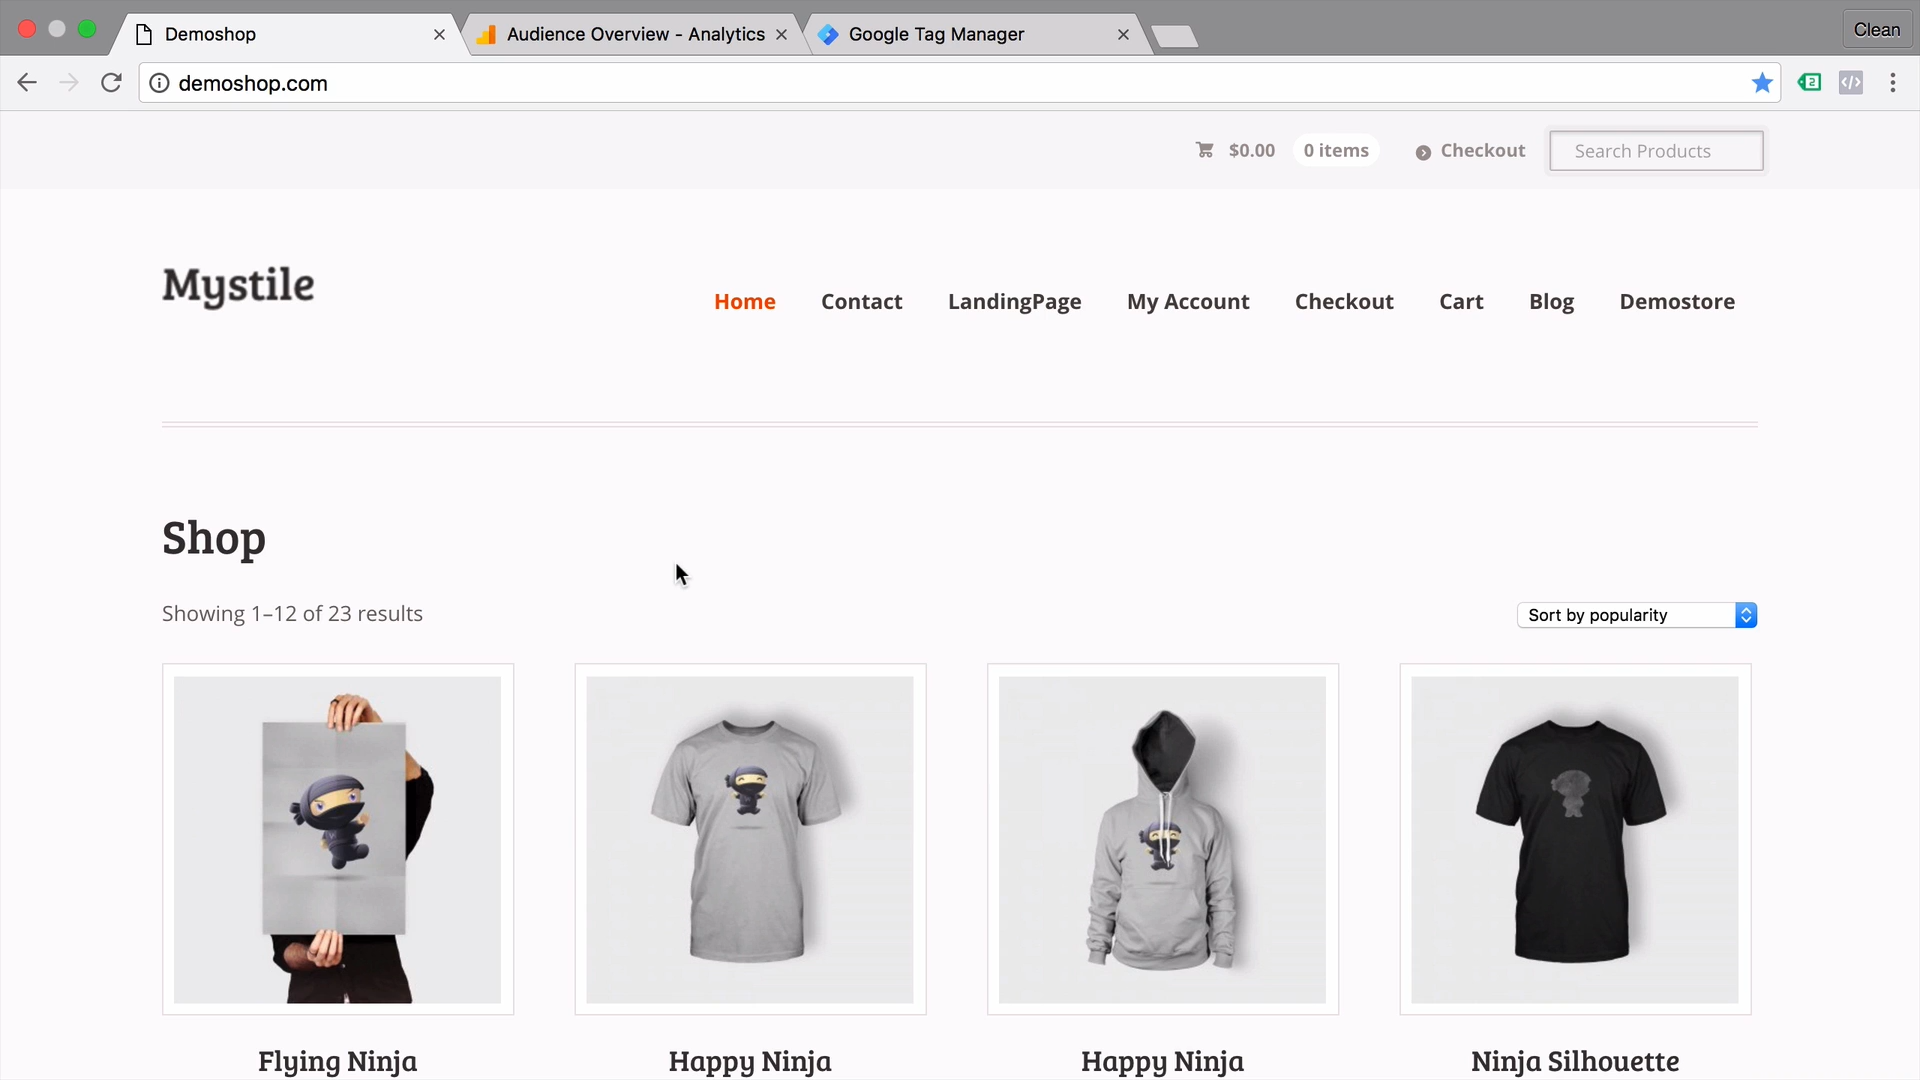 Demoshop
Audience Overview - Analytics
Google Tag Manager
Clean
demoshop.com
$0.00 0 items Checkout Search Products
Mystile
Home Contact LandingPage My Account Checkout Cart Blog Demostore
Shop
Showing 1–12 of 23 results
Sort by popularity
Flying Ninja
Happy Ninja
Happy Ninja
Ninja Silhouette